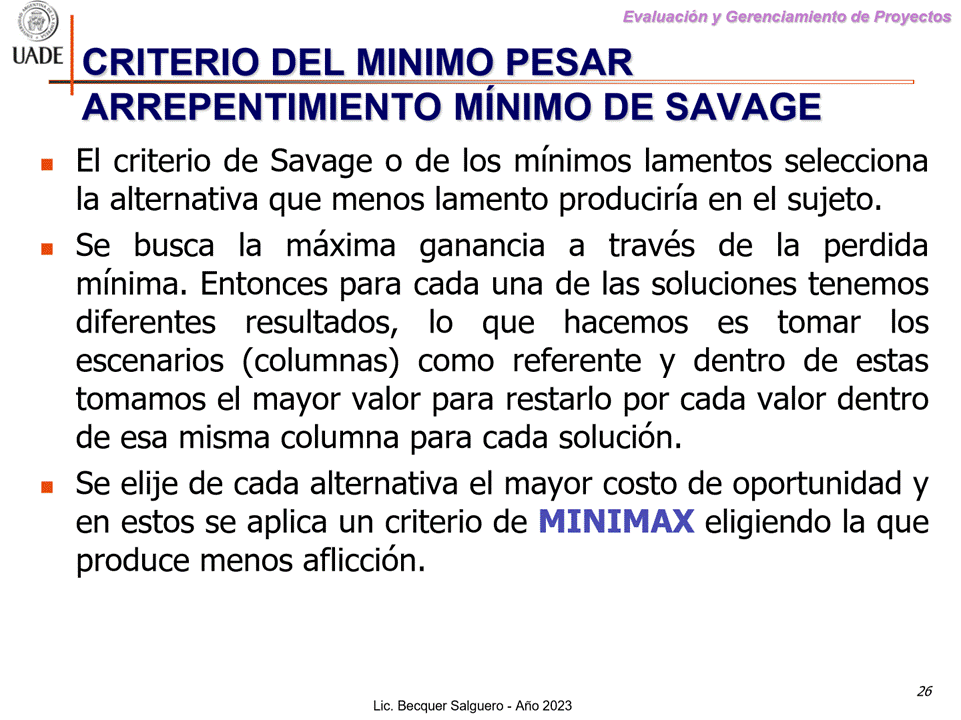 Evaluación y Gerenciamiento de Proyectos
UADE
CRITERIO DEL MINIMO PESAR
ARREPENTIMIENTO MÍNIMO DE SAVAGE
El criterio de Savage o de los mínimos lamentos selecciona
la alternativa que menos lamento produciría en el sujeto.
Se busca la máxima ganancia a través de la perdida
mínima. Entonces para cada una de las soluciones tenemos
diferentes resultados, lo que hacemos es tomar los
escenarios (columnas) como referente y dentro de estas
tomamos el mayor valor para restarlo por cada valor dentro
de esa misma columna para cada solución.
Se elije de cada alternativa el mayor costo de oportunidad y
en estos se aplica un criterio de MINIMAX eligiendo la que
produce menos aflicción.
26
Lic. Becquer Salguero - Año 2023